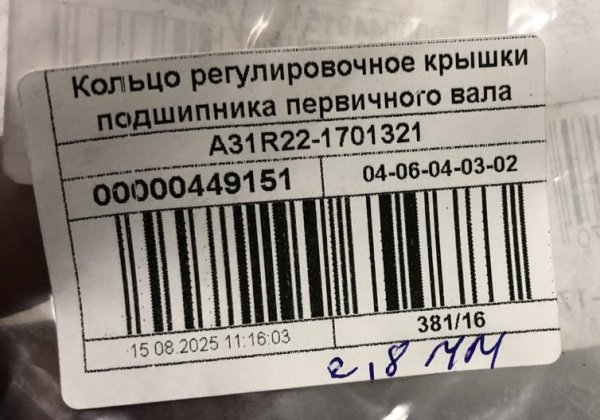 Кольцо регулировочное крышки
подшипника первичного вала
A31R22-1701321
00000449151
04-06-04-03-02
15 08.2025 11:16:03
381/16
2,8 мм